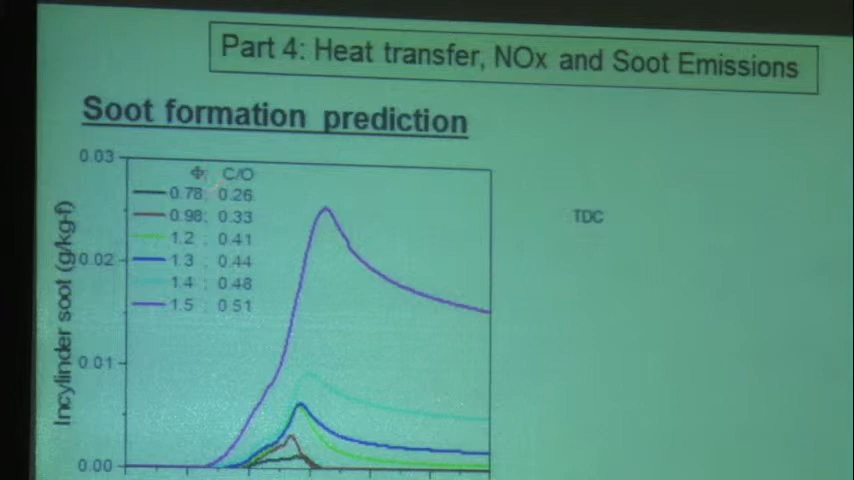 Part 4: Heat transfer, NOx and Soot Emissions
Soot formation prediction
0.03
Φ; C/O
0.78; 0.26
TDC
0.98; 0.33
1.2 ; 0.41
0.02
1.3 ; 0.44
1.4 ; 0.48
1.5 ; 0.51
Incylinder soot (g/kg-f)
0.01
0.00